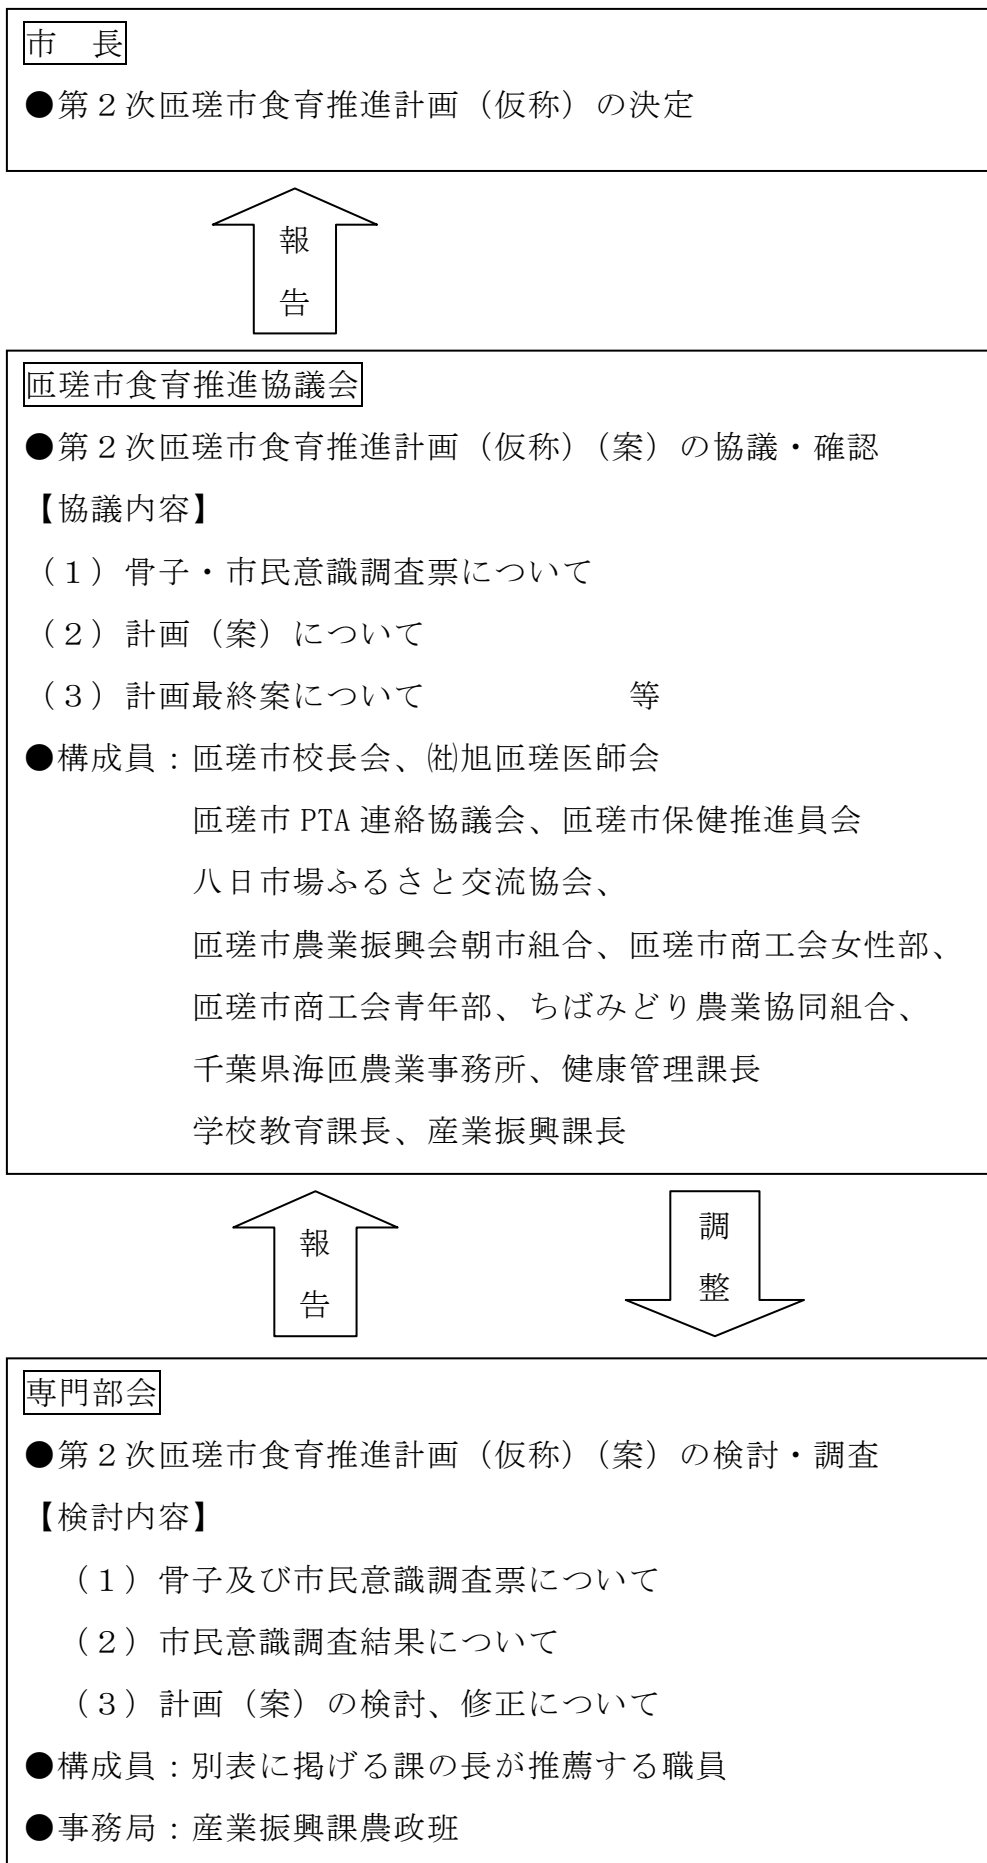 市　長
●第２次匝瑳市食育推進計画（仮称）の決定
報
告
匝瑳市食育推進協議会
●第２次匝瑳市食育推進計画（仮称）（案）の協議・確認
【協議内容】
（１）骨子・市民意識調査票について
（２）計画（案）について
（３）計画最終案について　　　　　　等
●構成員：匝瑳市校長会、㈳旭匝瑳医師会
匝瑳市 PTA 連絡協議会、匝瑳市保健推進員会
八日市場ふるさと交流協会、
匝瑳市農業振興会朝市組合、匝瑳市商工会女性部、
匝瑳市商工会青年部、ちばみどり農業協同組合、
千葉県海匝農業事務所、健康管理課長
学校教育課長、産業振興課長
報
告
調
整
専門部会
●第２次匝瑳市食育推進計画（仮称）（案）の検討・調査
【検討内容】
（１）骨子及び市民意識調査票について
（２）市民意識調査結果について
（３）計画（案）の検討、修正について
●構成員：別表に掲げる課の長が推薦する職員
●事務局：産業振興課農政班